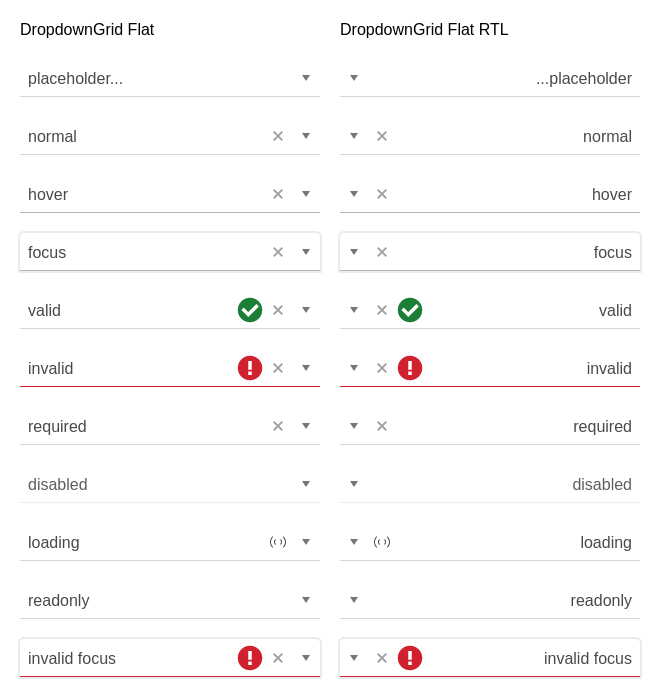 DropdownGrid Flat
placeholder...
normal
hover
focus
valid
invalid
required
disabled
loading
readonly
invalid focus
DropdownGrid Flat RTL
...placeholder
normal
hover
focus
valid
invalid
required
disabled
loading
readonly
invalid focus